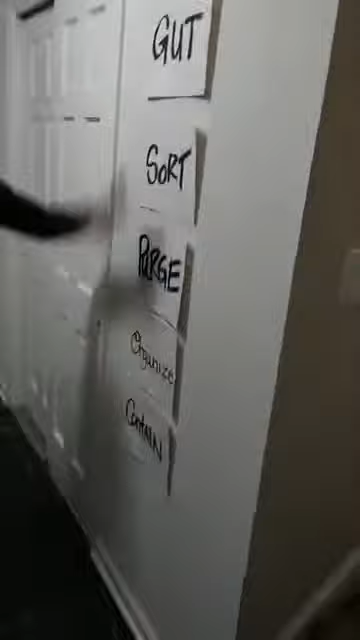 GUT
SORT
PURGE
Organize
CONTAIN